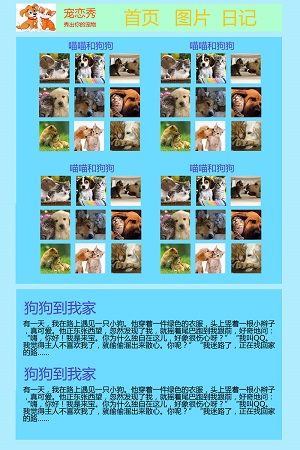 宠恋秀
秀出你的宠物
首页 图片 日记
喵喵和狗狗 喵喵和狗狗
喵喵和狗狗 喵喵和狗狗
狗狗到我家
有一天，我在路上遇见一只小狗。他穿着一件绿色的衣服，头上竖着一根小辫子
，真可爱。他正东张西望，忽然发现了我，就摇着尾巴跑到我跟前，好奇地问：
“嗨，你好！我是来宝。你为什么独自在这儿，好象很伤心呀？” “我叫QQ。
我觉得主人不喜欢我了，就偷偷溜出来散心。你呢？” “我迷路了，正在找回家
的路……
狗狗到我家
有一天，我在路上遇见一只小狗。他穿着一件绿色的衣服，头上竖着一根小辫子
，真可爱。他正东张西望，忽然发现了我，就摇着尾巴跑到我跟前，好奇地问：
“嗨，你好！我是来宝。你为什么独自在这儿，好象很伤心呀？” “我叫QQ。
我觉得主人不喜欢我了，就偷偷溜出来散心。你呢？” “我迷路了，正在找回家
的路……